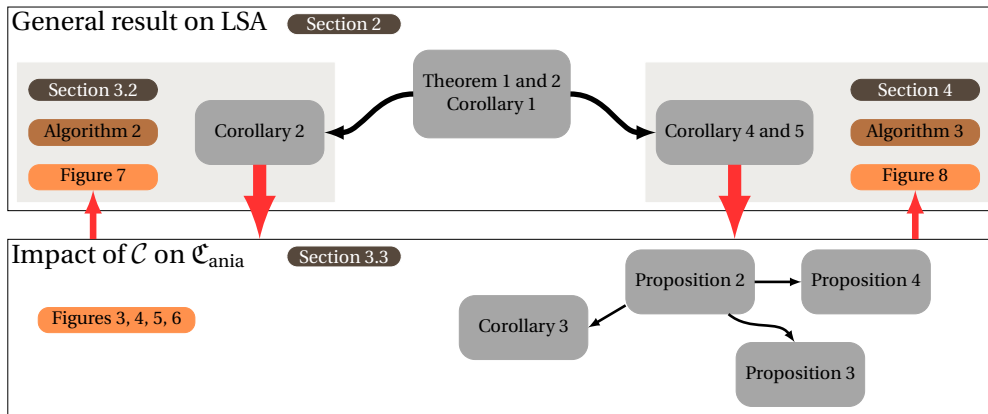 General result on LSA
Section 2
Theorem 1 and 2
Corollary 1
Section 3.2
Algorithm 2
Figure 7
Corollary 2
Corollary 4 and 5
Section 4
Algorithm 3
Figure 8
Impact of 𝒞 on ℭ_ania
Section 3.3
Figures 3, 4, 5, 6
Proposition 2
Proposition 4
Corollary 3
Proposition 3